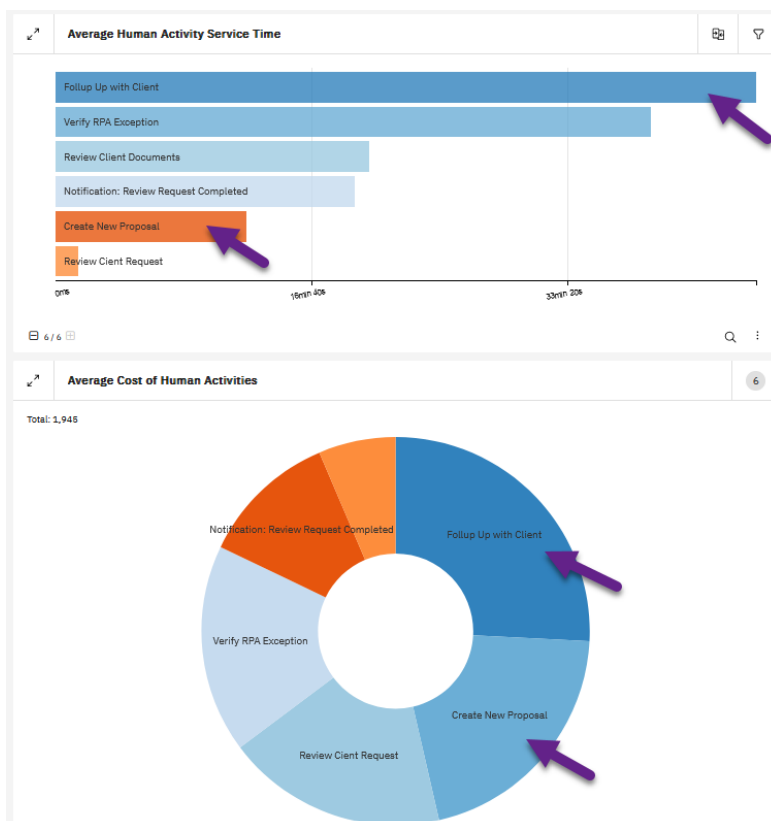 Average Human Activity Service Time
Follup Up with Client
Verify RPA Exception
Review Client Documents
Notification: Review Request Completed
Create New Proposal
Review Cient Request
0ms
16min 40s
33min 20s
6 / 6
Average Cost of Human Activities
6
Total: 1,945
Notification: Review Request Completed
Follup Up with Client
Verify RPA Exception
Create New Proposal
Review Cient Request